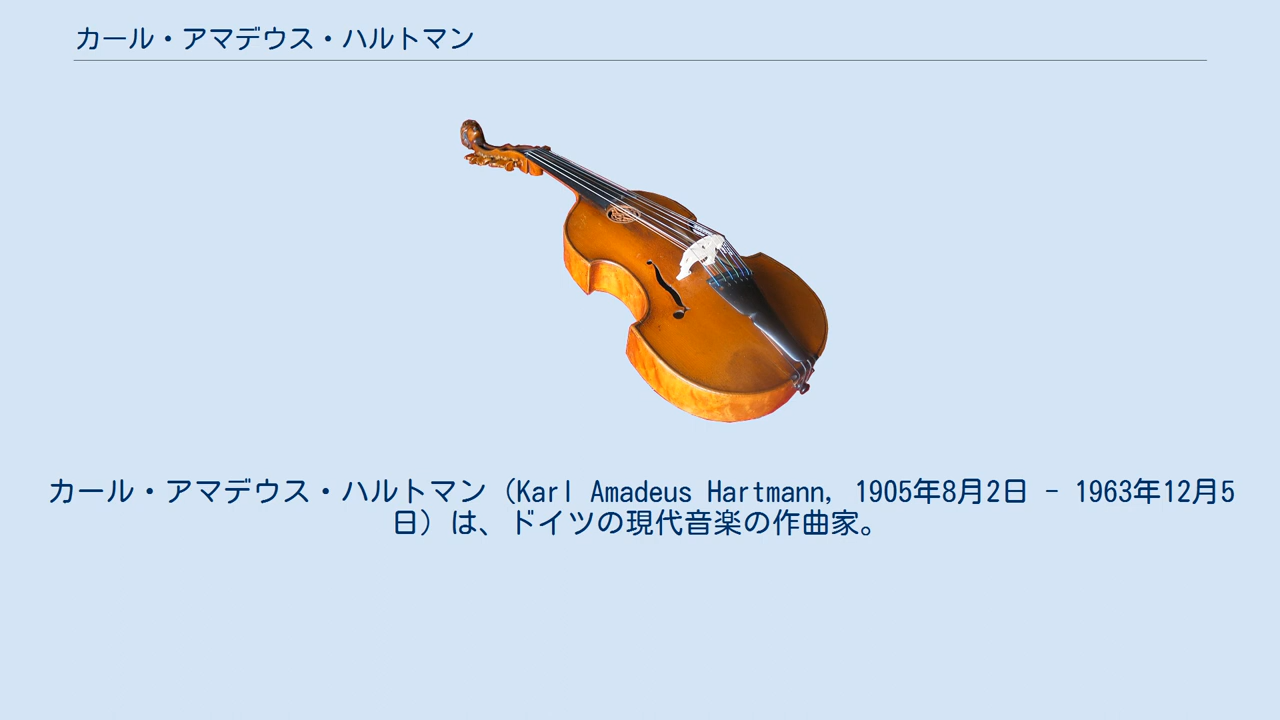 カール・アマデウス・ハルトマン
カール・アマデウス・ハルトマン（Karl Amadeus Hartmann, 1905年8月2日 - 1963年12月5
日）は、ドイツの現代音楽の作曲家。